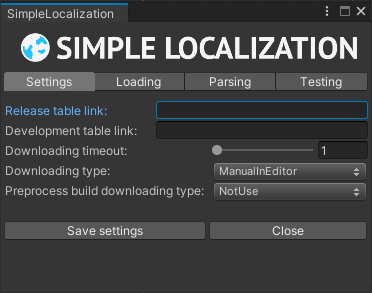 SimpleLocalization
SIMPLE LOCALIZATION
Settings Loading Parsing Testing
Release table link:
Development table link:
Downloading timeout: 1
Downloading type: ManualInEditor
Preprocess build downloading type: NotUse
Save settings Close